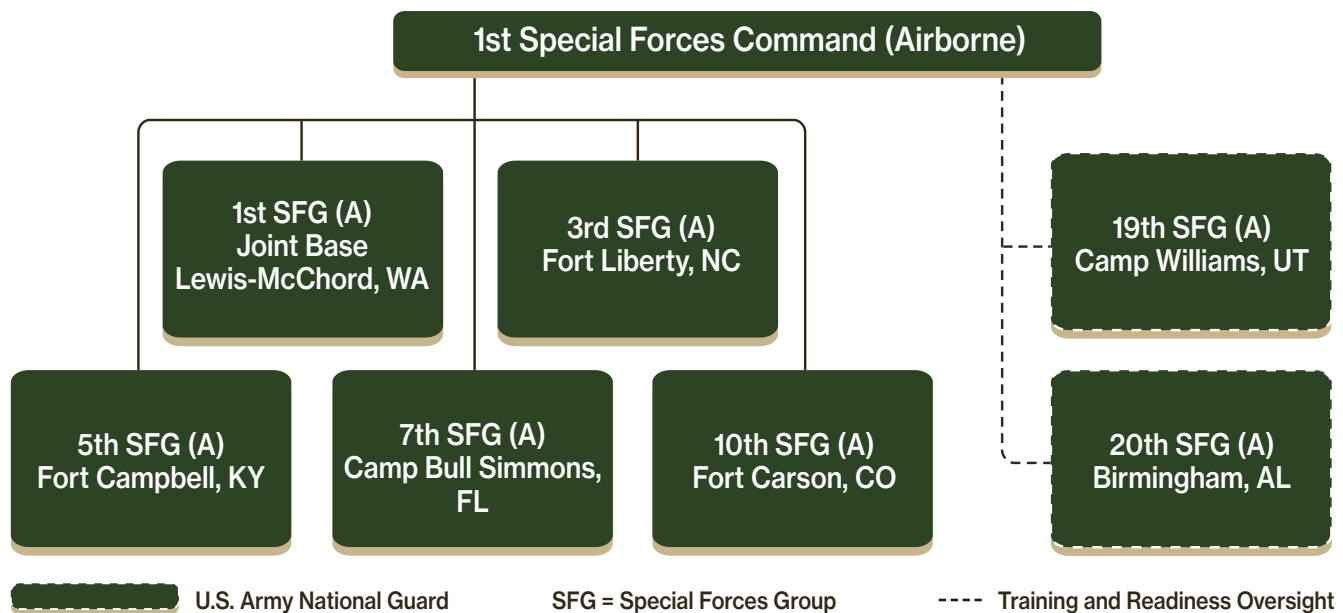 1st Special Forces Command (Airborne)
1st SFG (A)
Joint Base
Lewis-McChord, WA
3rd SFG (A)
Fort Liberty, NC
19th SFG (A)
Camp Williams, UT
5th SFG (A)
Fort Campbell, KY
7th SFG (A)
Camp Bull Simmons,
FL
10th SFG (A)
Fort Carson, CO
20th SFG (A)
Birmingham, AL
U.S. Army National Guard
SFG = Special Forces Group
Training and Readiness Oversight